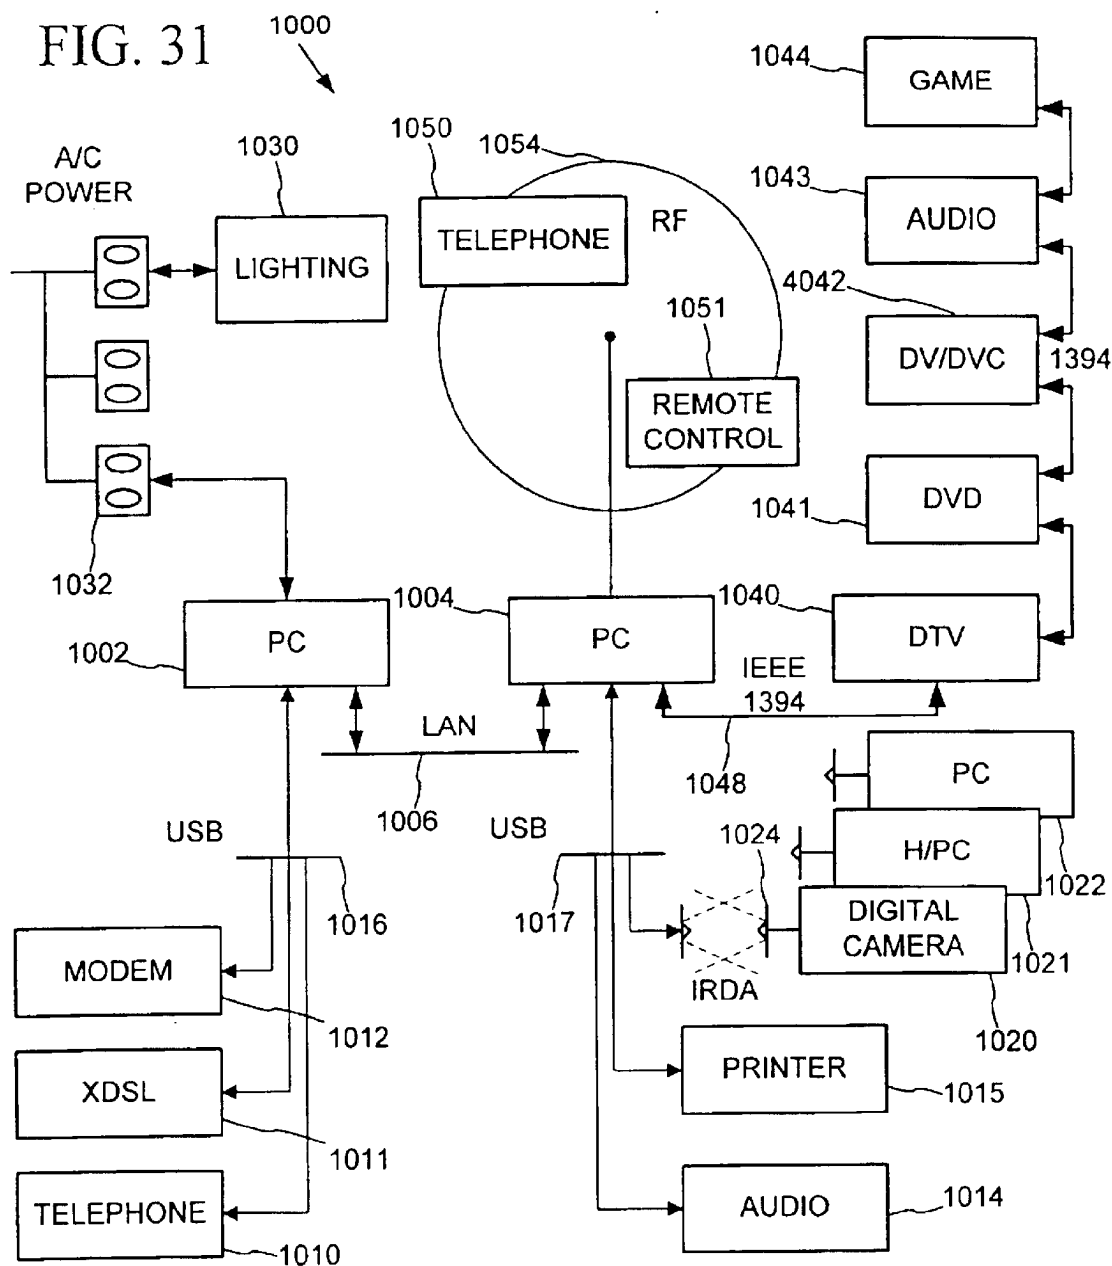 FIG. 31
1000
1044
GAME
A/C
POWER
1030
1050
1054
1043
AUDIO
LIGHTING
TELEPHONE
RF
4042
1051
DV/DVC
1394
REMOTE
CONTROL
1041
DVD
1032
1004
1040
1002
PC
PC
DTV
IEEE
1394
LAN
1048
PC
1006
USB
USB
1024
H/PC
1022
1016
1017
DIGITAL
CAMERA
1021
MODEM
IRDA
1012
1020
XDSL
PRINTER
1015
1011
TELEPHONE
AUDIO
1014
1010